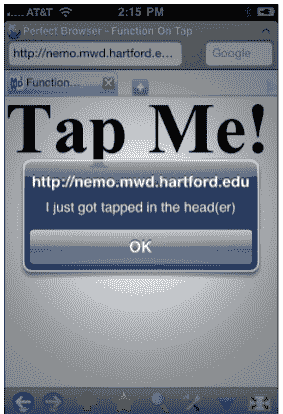 AT&T 2:15 PM
Perfect Browser - Function On Tap
http://nemo.mwd.hartford.e... Google
Function...
Tap Me!
http://nemo.mwd.hartford.edu
I just got tapped in the head(er)
OK